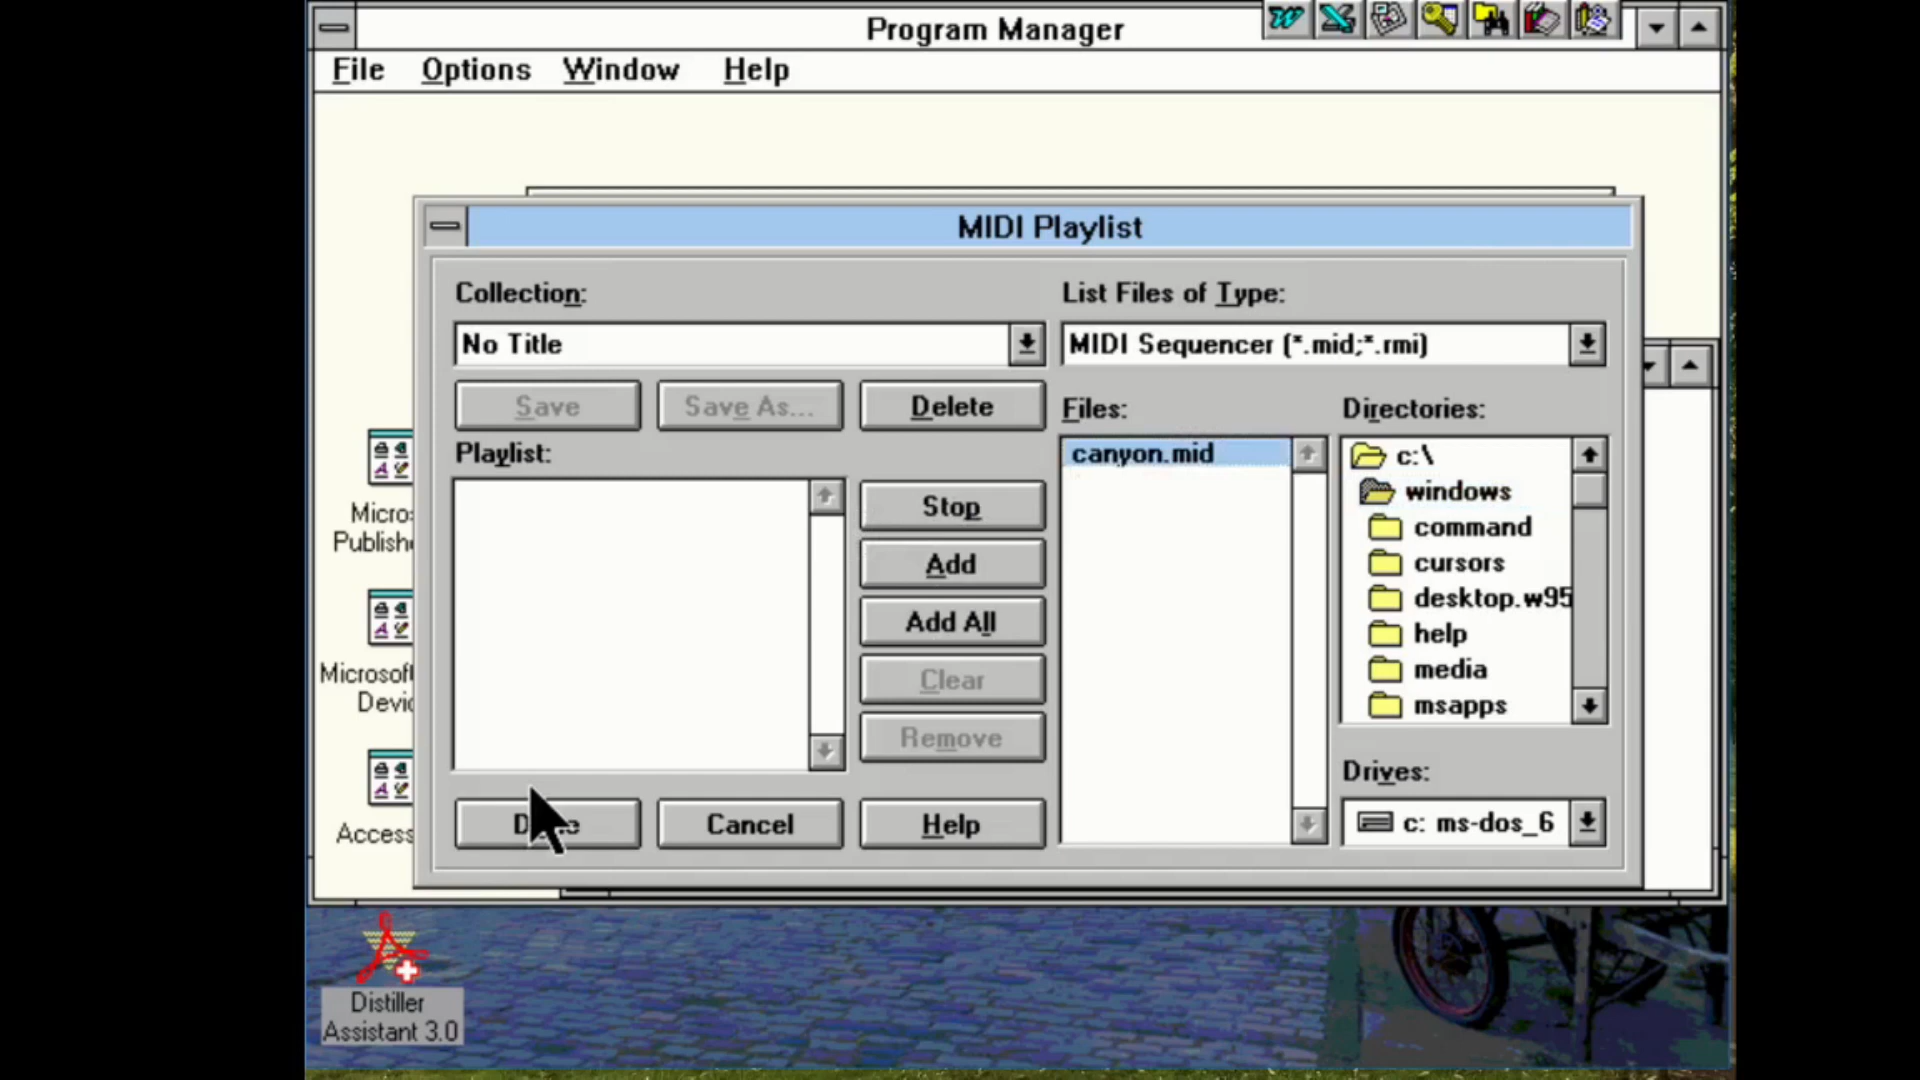 Program Manager
File Options Window Help
MIDI Playlist
Collection:
List Files of Type:
No Title
MIDI Sequencer (*.mid;*.rmi)
Save
Save As...
Delete
Files:
Directories:
Playlist:
canyon.mid
c:\
windows
command
cursors
desktop.w95
help
media
msapps
Stop
Add
Add All
Clear
Remove
Drives:
c: ms-dos_6
Cancel
Help
Micro
Publish
Microsoft
Devic
Access
Distiller
Assistant 3.0